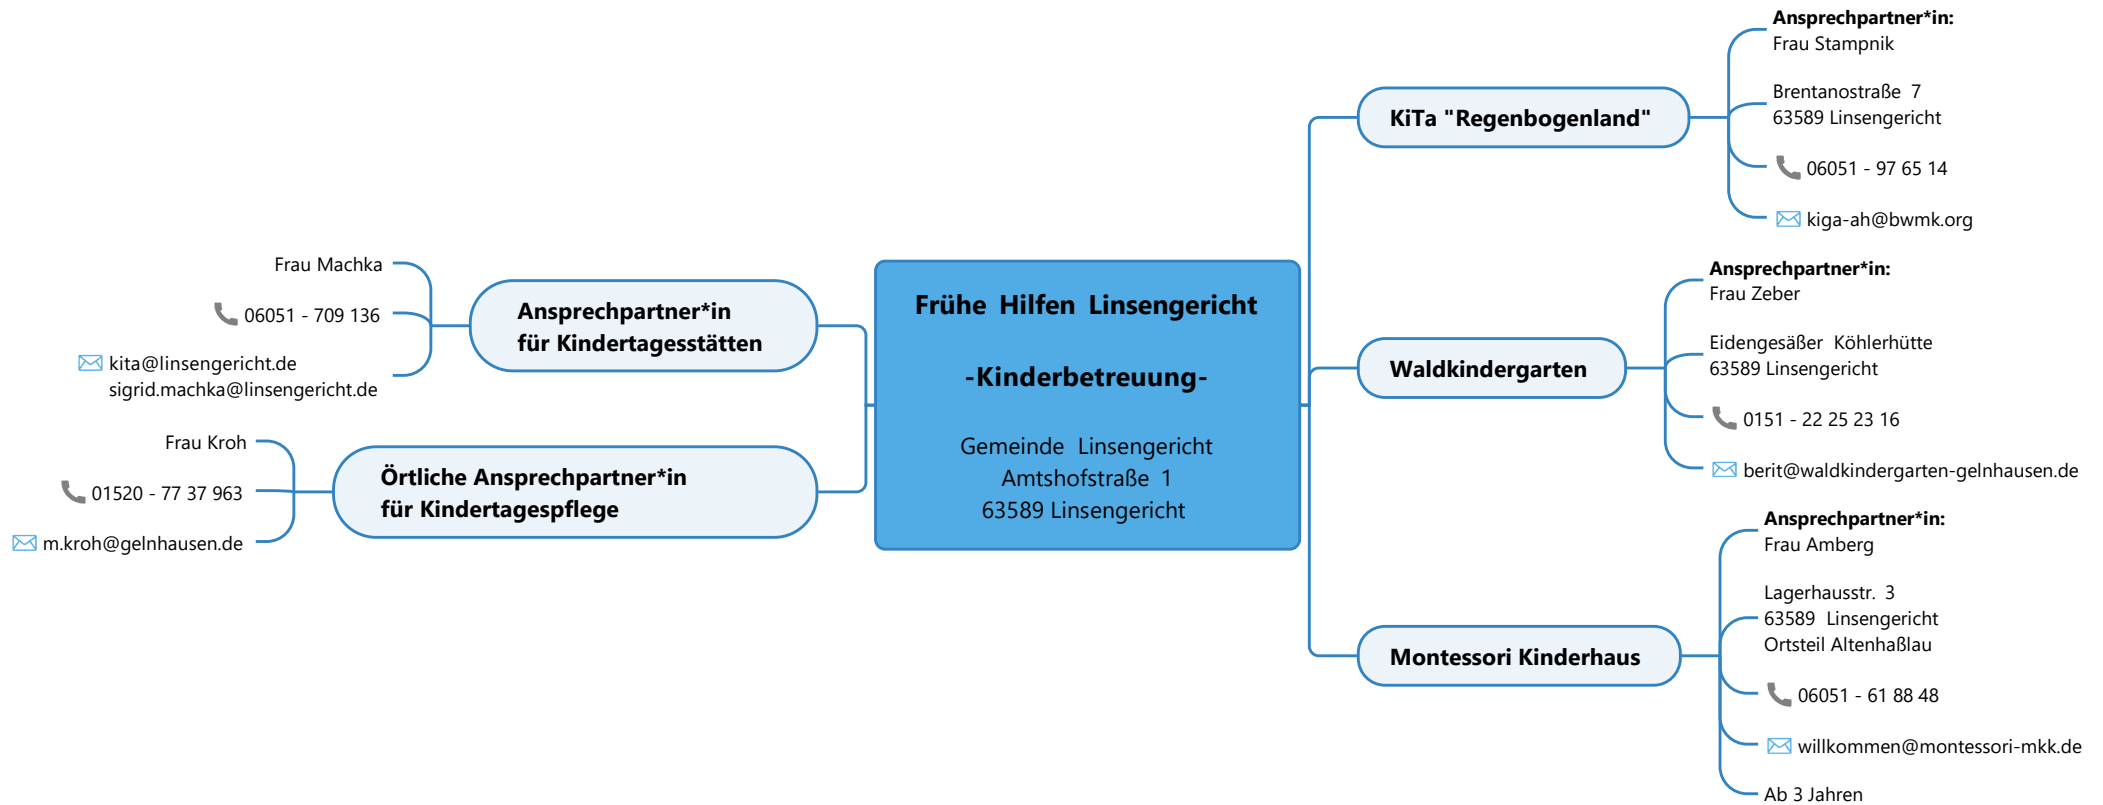 Frühe Hilfen Linsengericht
-Kinderbetreuung-
Gemeinde Linsengericht
Amtshofstraße 1
63589 Linsengericht
Ansprechpartner*in
für Kindertagesstätten
Frau Machka
06051 - 709 136
kita@linsengericht.de
sigrid.machka@linsengericht.de
Örtliche Ansprechpartner*in
für Kindertagespflege
Frau Kroh
01520 - 77 37 963
m.kroh@gelnhausen.de
KiTa "Regenbogenland"
Ansprechpartner*in:
Frau Stampnik
Brentanostraße 7
63589 Linsengericht
06051 - 97 65 14
kiga-ah@bwmk.org
Waldkindergarten
Ansprechpartner*in:
Frau Zeber
Eidengesäßer Köhlerhütte
63589 Linsengericht
0151 - 22 25 23 16
berit@waldkindergarten-gelnhausen.de
Montessori Kinderhaus
Ansprechpartner*in:
Frau Amberg
Lagerhausstr. 3
63589 Linsengericht
Ortsteil Altenhaßlau
06051 - 61 88 48
willkommen@montessori-mkk.de
Ab 3 Jahren